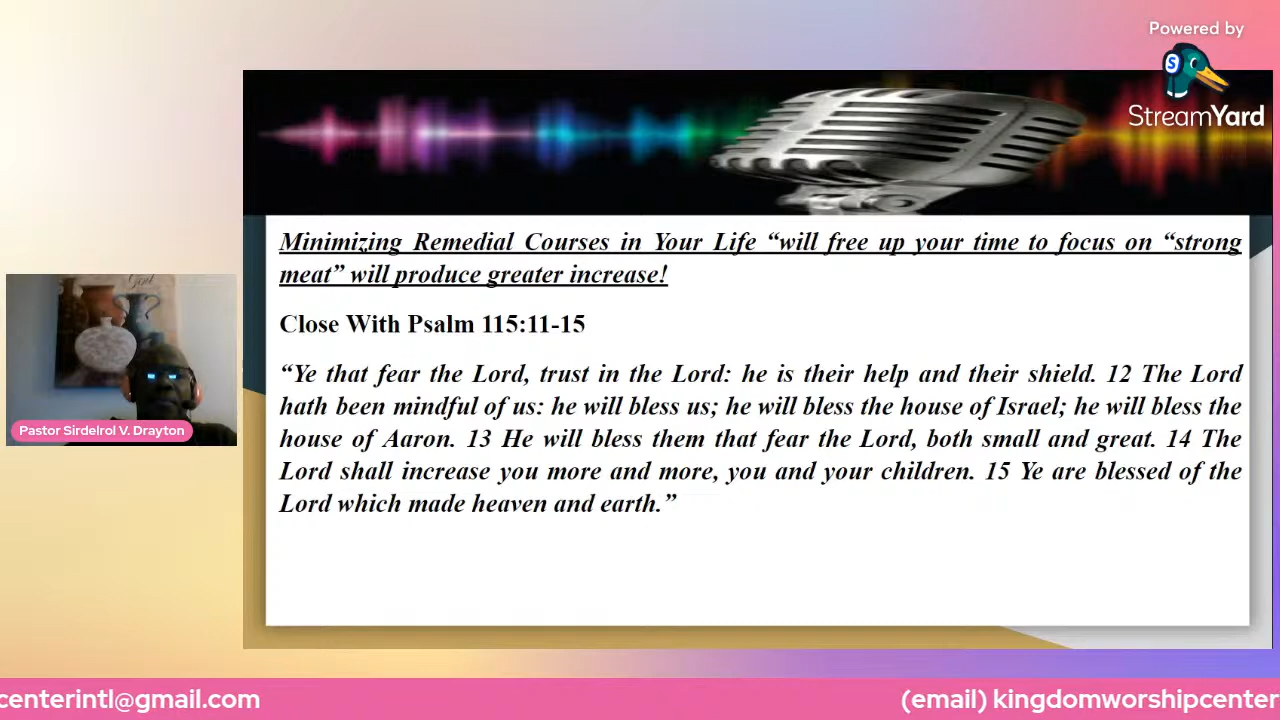 Powered by
S
StreamYard
Minimizing Remedial Courses in Your Life “will free up your time to focus on “strong
meat” will produce greater increase!
Close With Psalm 115:11-15
“Ye that fear the Lord, trust in the Lord: he is their help and their shield. 12 The Lord
hath been mindful of us: he will bless us; he will bless the house of Israel; he will bless the
house of Aaron. 13 He will bless them that fear the Lord, both small and great. 14 The
Lord shall increase you more and more, you and your children. 15 Ye are blessed of the
Lord which made heaven and earth.”
Pastor Sirdelrol V. Drayton
centerintl@gmail.com
(email) kingdomworshipcenter